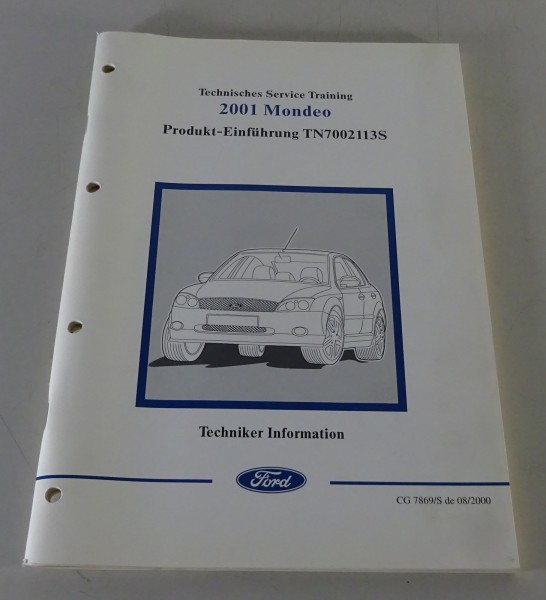 Technisches Service Training
2001 Mondeo
Produkt-Einführung TN7002113S
Techniker Information
Ford
CG 7869/S de 08/2000